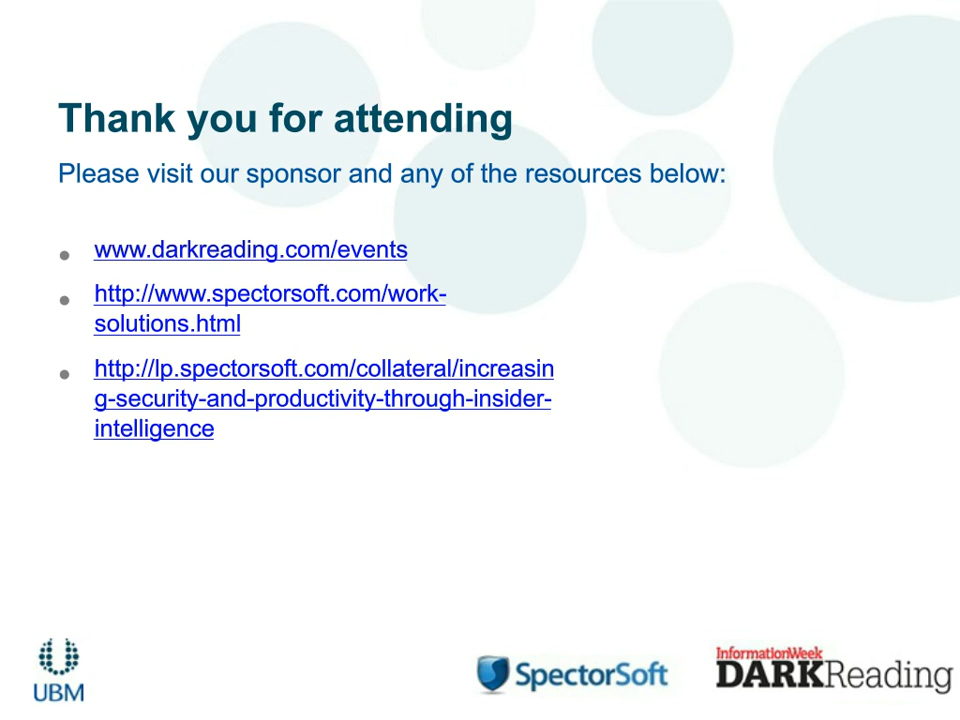 Thank you for attending
Please visit our sponsor and any of the resources below:
www.darkreading.com/events
http://www.spectorsoft.com/work-
solutions.html
http://lp.spectorsoft.com/collateral/increasin
g-security-and-productivity-through-insider-
intelligence
UBM
SpectorSoft
InformationWeek
DARKReading